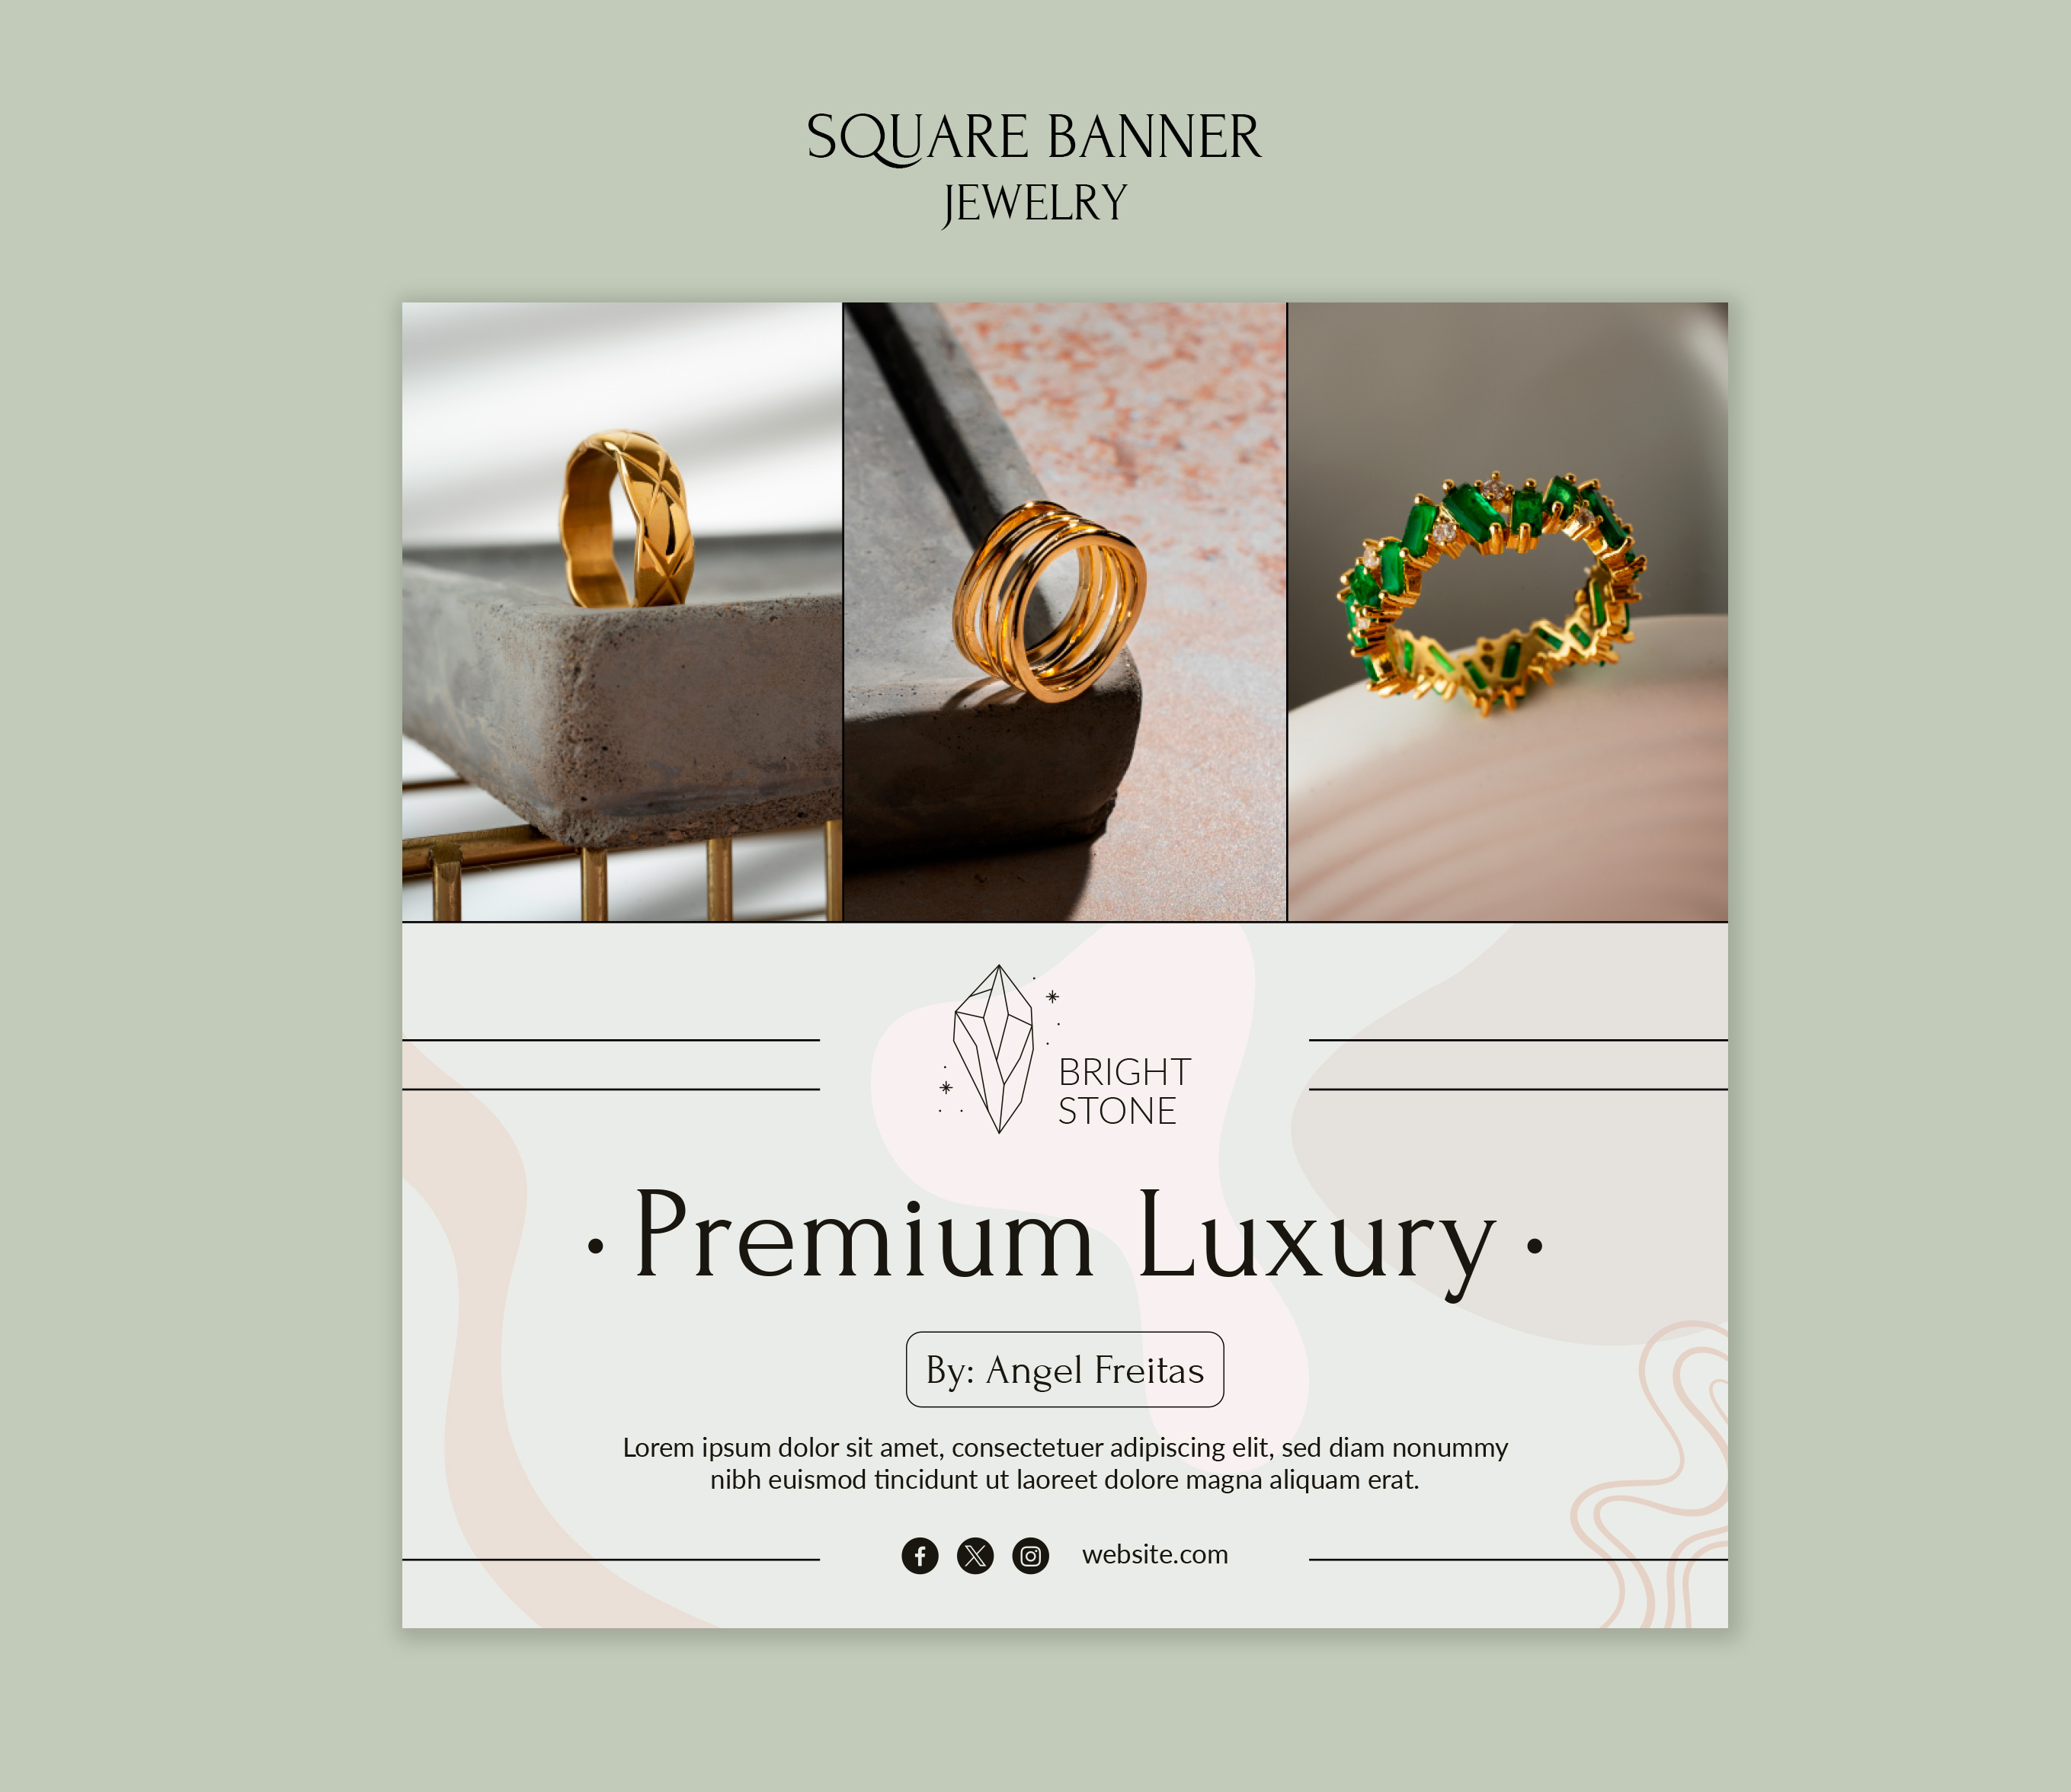 SQUARE BANNER
JEWELRY
BRIGHT
STONE
• Premium Luxury •
By: Angel Freitas
Lorem ipsum dolor sit amet, consectetuer adipiscing elit, sed diam nonummy
nibh euismod tincidunt ut laoreet dolore magna aliquam erat.
website.com